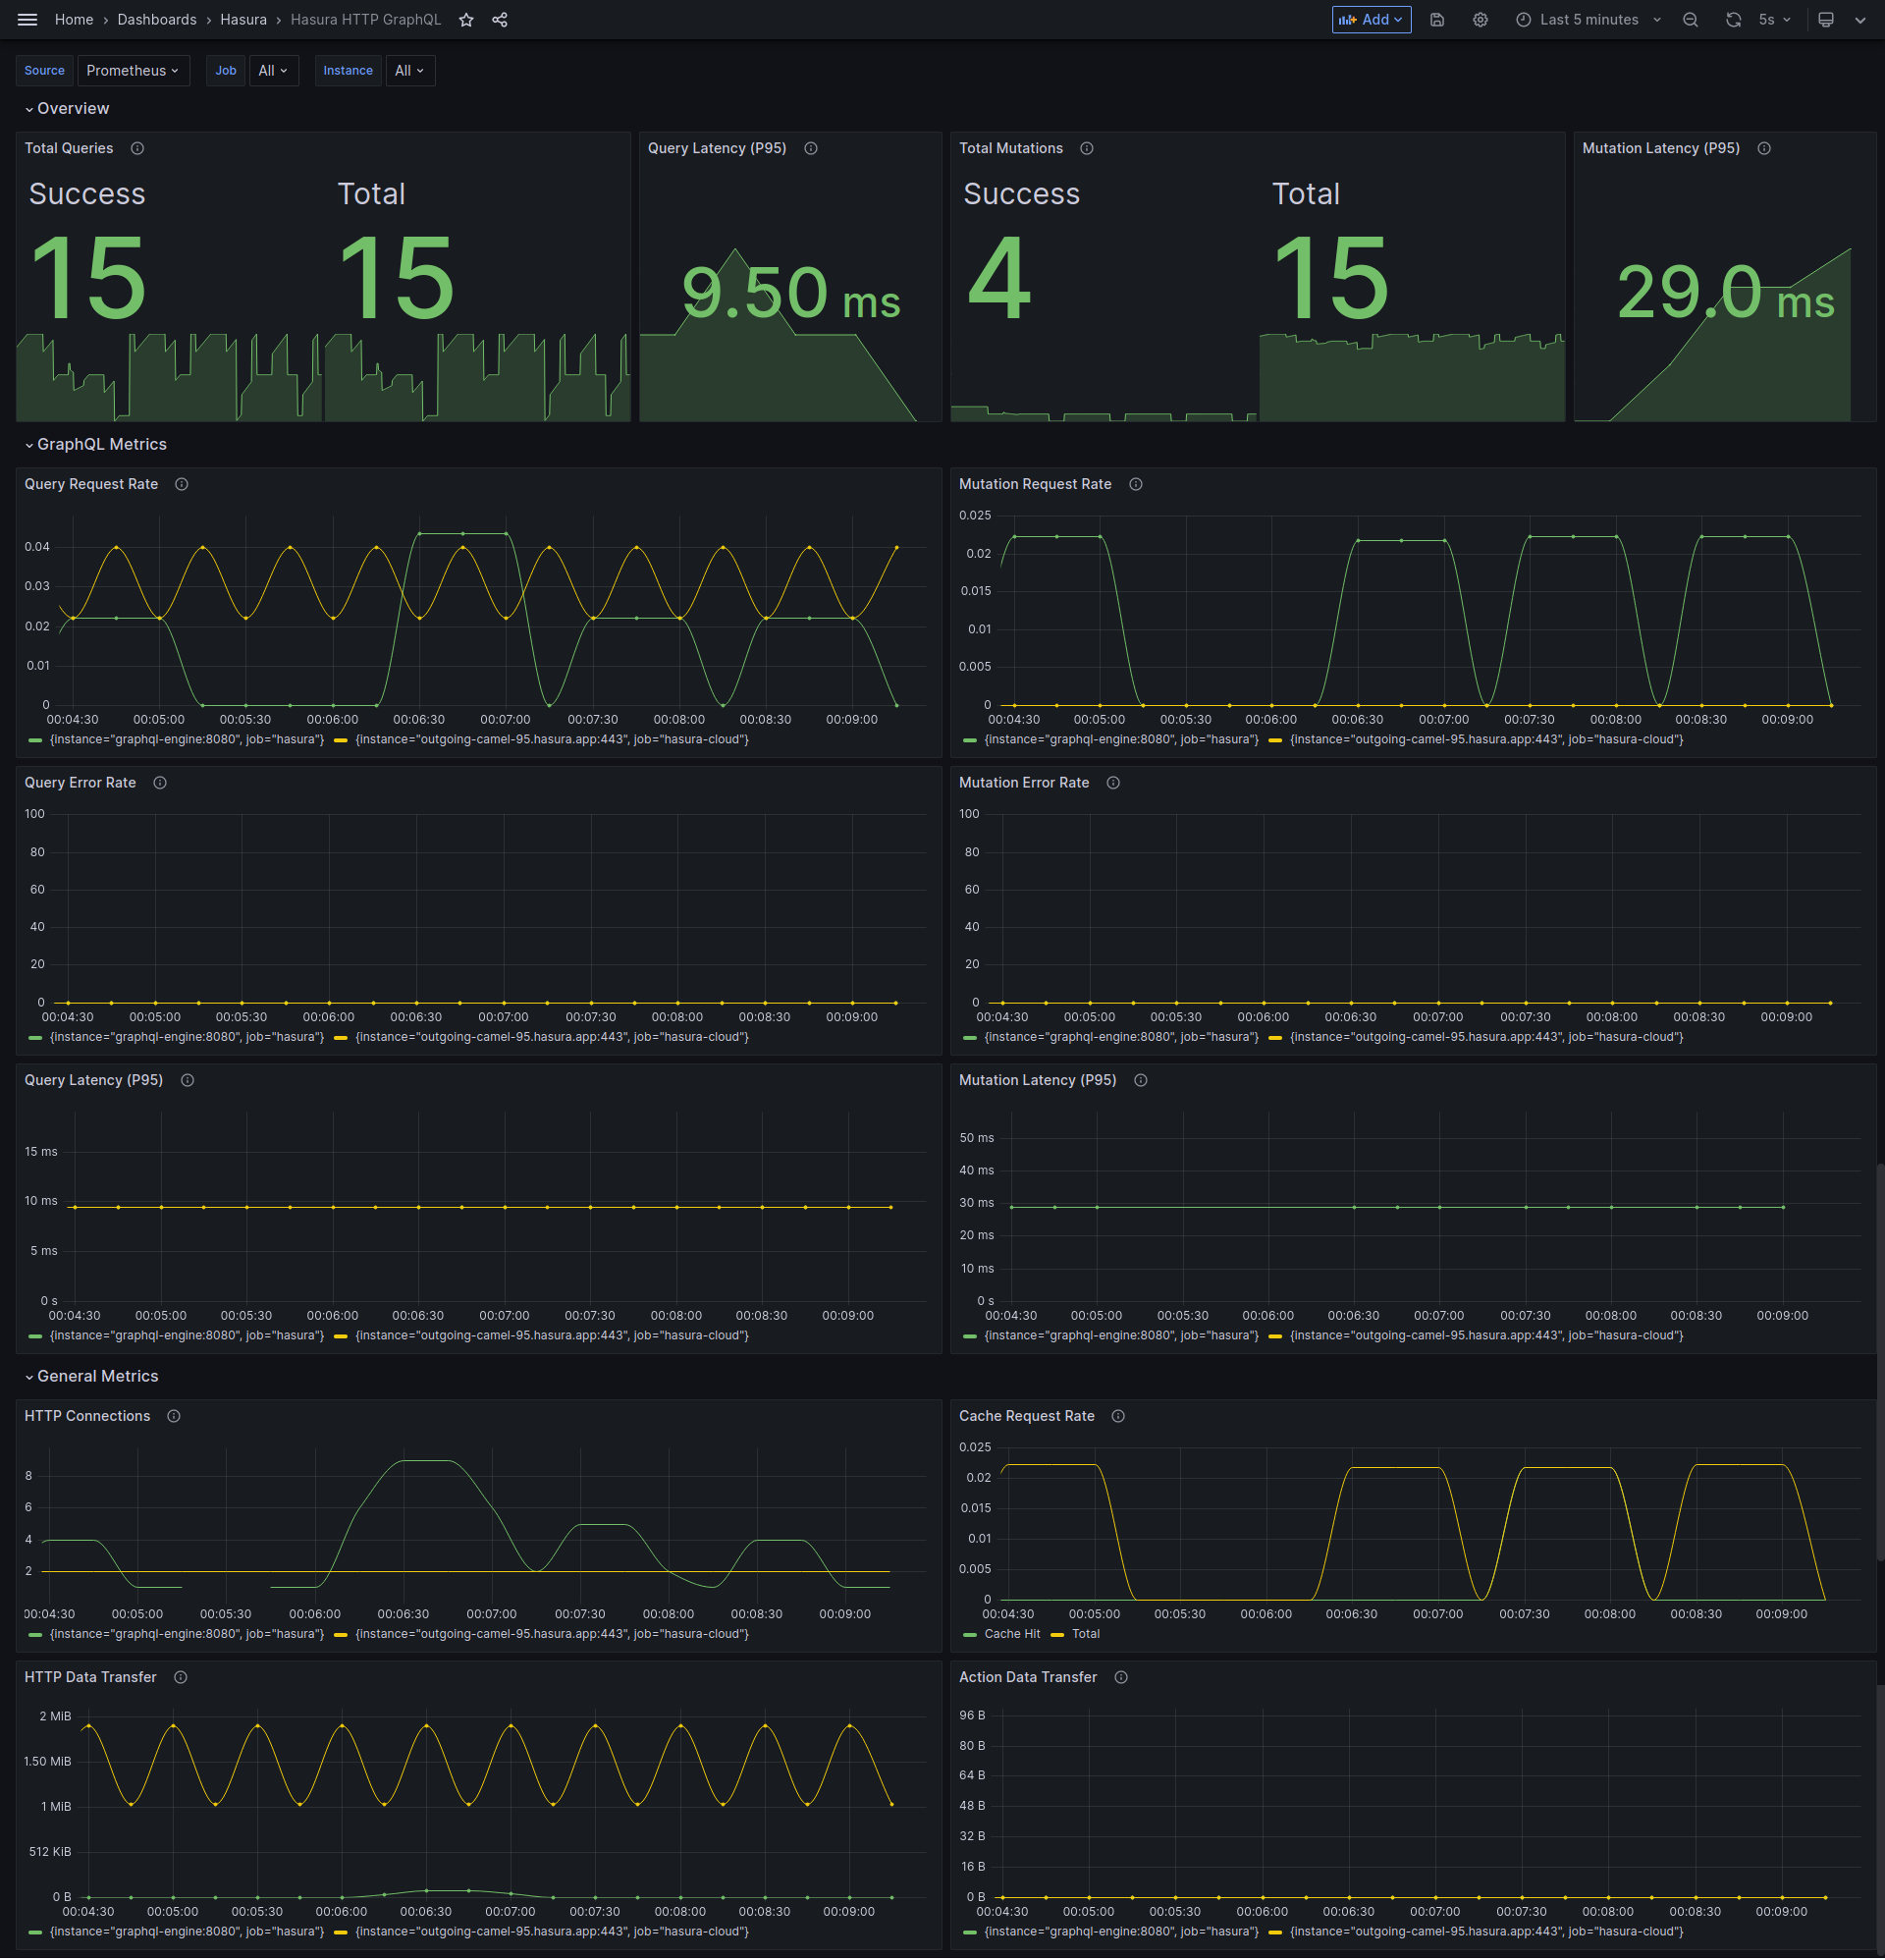 Home › Dashboards › Hasura › Hasura HTTP GraphQL
Add Last 5 minutes 5s
Source Prometheus Job All Instance All
Overview
Total Queries
Success Total
15 15
Query Latency (P95)
9.50 ms
Total Mutations
Success Total
4 15
Mutation Latency (P95)
29.0 ms
GraphQL Metrics
Query Request Rate
0.04
0.03
0.02
0.01
0
00:04:30 00:05:00 00:05:30 00:06:00 00:06:30 00:07:00 00:07:30 00:08:00 00:08:30 00:09:00
{instance="graphql-engine:8080", job="hasura"} {instance="outgoing-camel-95.hasura.app:443", job="hasura-cloud"}
Mutation Request Rate
0.025
0.02
0.015
0.01
0.005
0
00:04:30 00:05:00 00:05:30 00:06:00 00:06:30 00:07:00 00:07:30 00:08:00 00:08:30 00:09:00
{instance="graphql-engine:8080", job="hasura"} {instance="outgoing-camel-95.hasura.app:443", job="hasura-cloud"}
Query Error Rate
100
80
60
40
20
0
00:04:30 00:05:00 00:05:30 00:06:00 00:06:30 00:07:00 00:07:30 00:08:00 00:08:30 00:09:00
{instance="graphql-engine:8080", job="hasura"} {instance="outgoing-camel-95.hasura.app:443", job="hasura-cloud"}
Mutation Error Rate
100
80
60
40
20
0
00:04:30 00:05:00 00:05:30 00:06:00 00:06:30 00:07:00 00:07:30 00:08:00 00:08:30 00:09:00
{instance="graphql-engine:8080", job="hasura"} {instance="outgoing-camel-95.hasura.app:443", job="hasura-cloud"}
Query Latency (P95)
15 ms
10 ms
5 ms
0 s
00:04:30 00:05:00 00:05:30 00:06:00 00:06:30 00:07:00 00:07:30 00:08:00 00:08:30 00:09:00
{instance="graphql-engine:8080", job="hasura"} {instance="outgoing-camel-95.hasura.app:443", job="hasura-cloud"}
Mutation Latency (P95)
50 ms
40 ms
30 ms
20 ms
10 ms
0 s
00:04:30 00:05:00 00:05:30 00:06:00 00:06:30 00:07:00 00:07:30 00:08:00 00:08:30 00:09:00
{instance="graphql-engine:8080", job="hasura"} {instance="outgoing-camel-95.hasura.app:443", job="hasura-cloud"}
General Metrics
HTTP Connections
8
6
4
2
00:04:30 00:05:00 00:05:30 00:06:00 00:06:30 00:07:00 00:07:30 00:08:00 00:08:30 00:09:00
{instance="graphql-engine:8080", job="hasura"} {instance="outgoing-camel-95.hasura.app:443", job="hasura-cloud"}
Cache Request Rate
0.025
0.02
0.015
0.01
0.005
0
00:04:30 00:05:00 00:05:30 00:06:00 00:06:30 00:07:00 00:07:30 00:08:00 00:08:30 00:09:00
Cache Hit Total
HTTP Data Transfer
2 MiB
1.50 MiB
1 MiB
512 KiB
0 B
00:04:30 00:05:00 00:05:30 00:06:00 00:06:30 00:07:00 00:07:30 00:08:00 00:08:30 00:09:00
{instance="graphql-engine:8080", job="hasura"} {instance="outgoing-camel-95.hasura.app:443", job="hasura-cloud"}
Action Data Transfer
96 B
80 B
64 B
48 B
32 B
16 B
0 B
00:04:30 00:05:00 00:05:30 00:06:00 00:06:30 00:07:00 00:07:30 00:08:00 00:08:30 00:09:00
{instance="graphql-engine:8080", job="hasura"} {instance="outgoing-camel-95.hasura.app:443", job="hasura-cloud"}